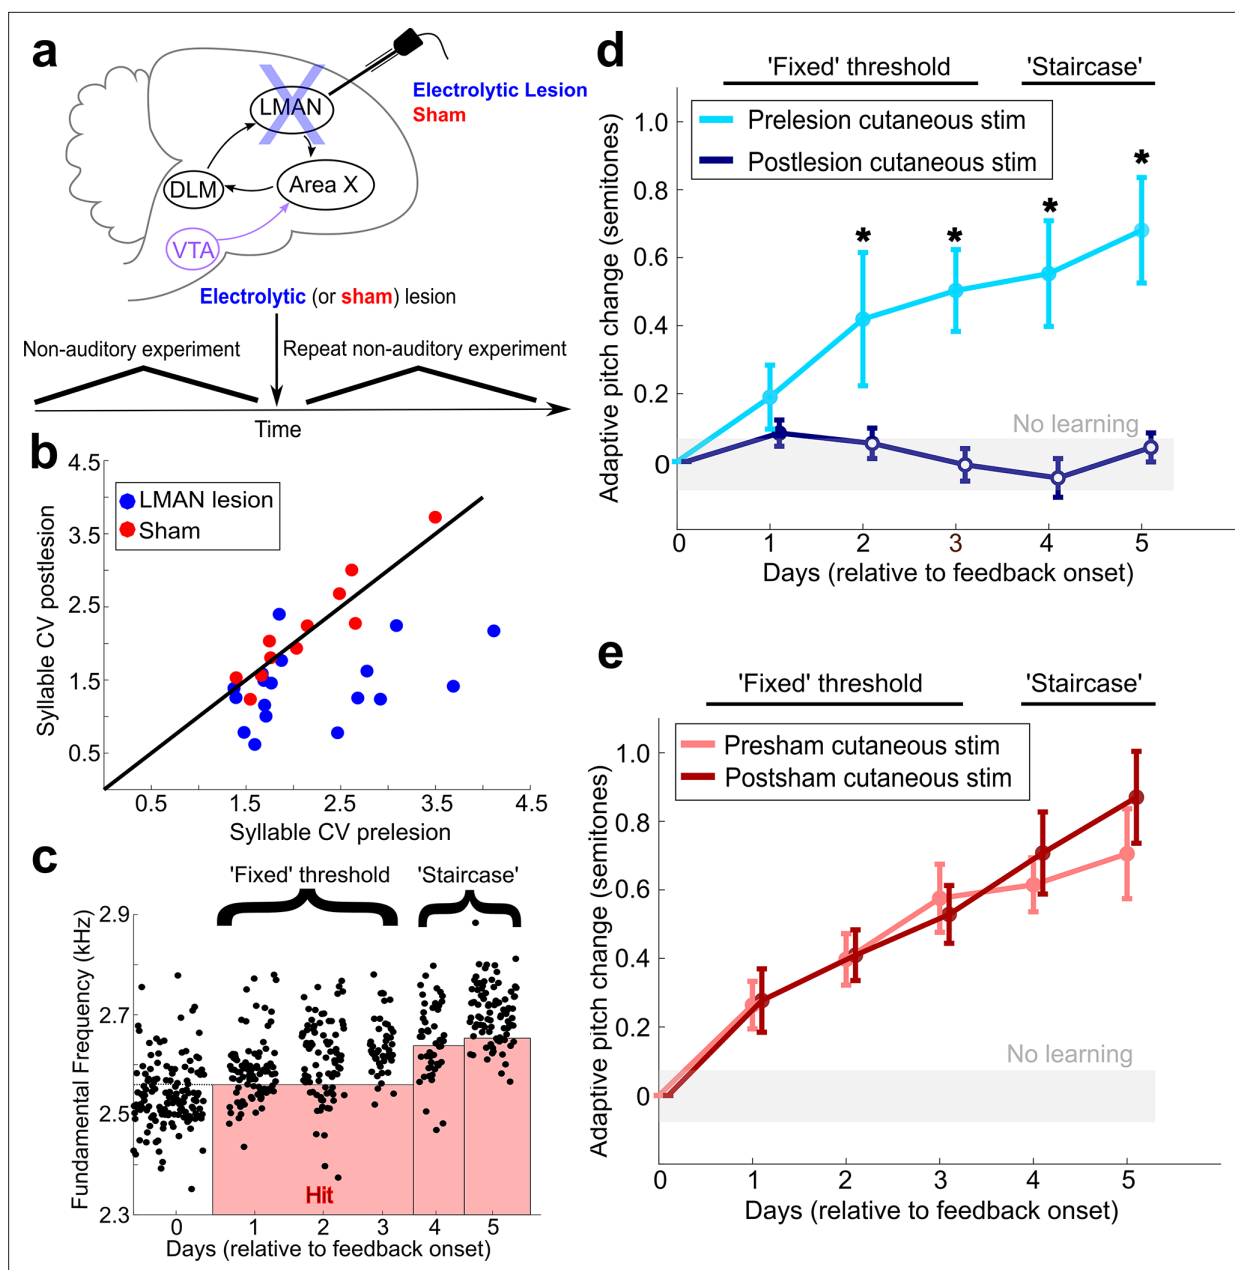 a
LMAN
Electrolytic Lesion
Sham
DLM
Area X
VTA
Electrolytic (or sham) lesion
Non-auditory experiment
Repeat non-auditory experiment
Time
b
4.5
3.5
2.5
1.5
0.5
Syllable CV postlesion
LMAN lesion
Sham
0.5 1.5 2.5 3.5 4.5
Syllable CV prelesion
c
'Fixed' threshold
'Staircase'
2.9
2.7
2.5
2.3
Fundamental Frequency (kHz)
Hit
0 1 2 3 4 5
Days (relative to feedback onset)
d
'Fixed' threshold
'Staircase'
Prelesion cutaneous stim
Postlesion cutaneous stim
1.0
0.8
0.6
0.4
0.2
0
Adaptive pitch change (semitones)
* * * *
No learning
0 1 2 3 4 5
Days (relative to feedback onset)
e
'Fixed' threshold
'Staircase'
Presham cutaneous stim
Postsham cutaneous stim
1.0
0.8
0.6
0.4
0.2
0
Adaptive pitch change (semitones)
No learning
0 1 2 3 4 5
Days (relative to feedback onset)